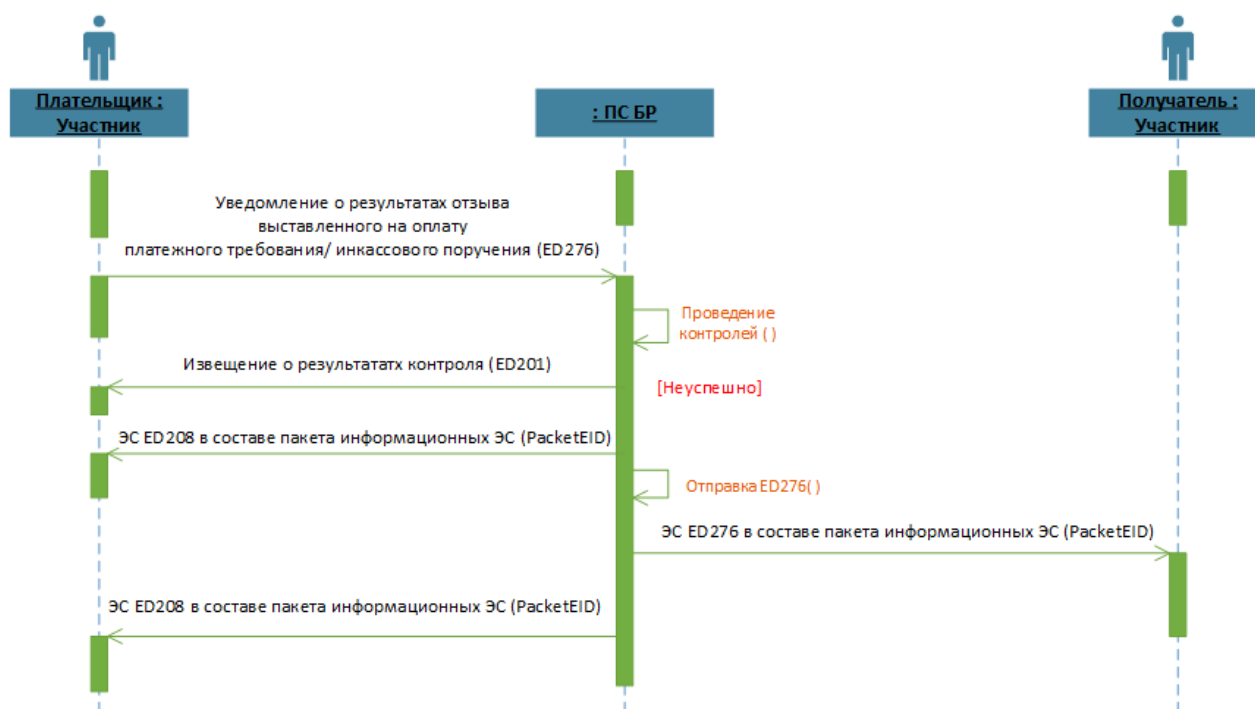 Плательщик :
Участник
: ПС БР
Получатель :
Участник
Уведомление о результатах отзыва
выставленного на оплату
платежного требования/ инкассового поручения (ED276)
Проведение
контролей ( )
Извещение о результататх контроля (ED201)
[Неуспешно]
ЭС ED208 в составе пакета информационных ЭС (PacketEID)
Отправка ED276( )
ЭС ED276 в составе пакета информационных ЭС (PacketEID)
ЭС ED208 в составе пакета информационных ЭС (PacketEID)